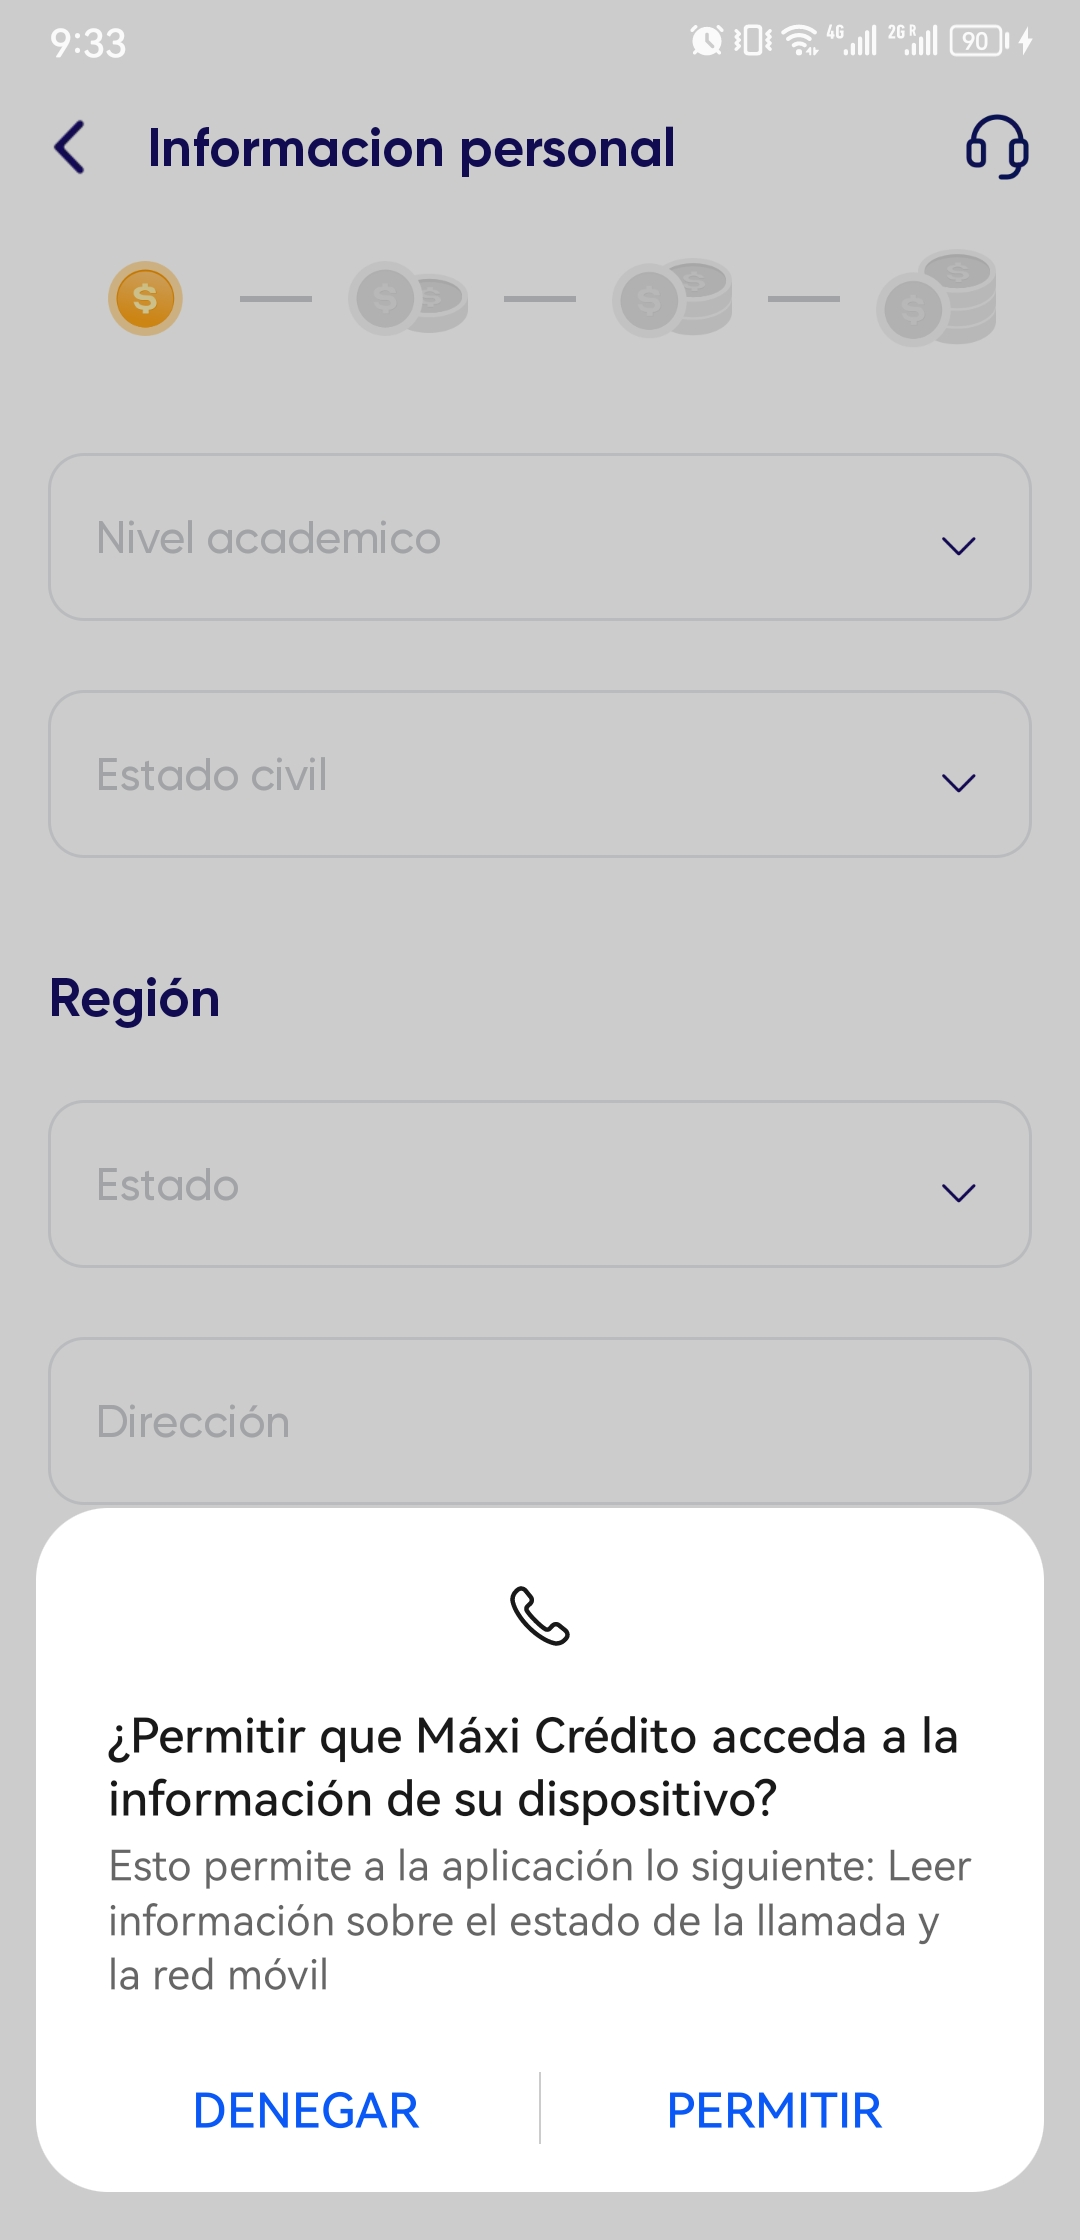 9:33
4G
2G R
90
Informacion personal
Nivel academico
Estado civil
Región
Estado
Dirección
¿Permitir que Máxi Crédito acceda a la
información de su dispositivo?
Esto permite a la aplicación lo siguiente: Leer
información sobre el estado de la llamada y
la red móvil
DENEGAR
PERMITIR